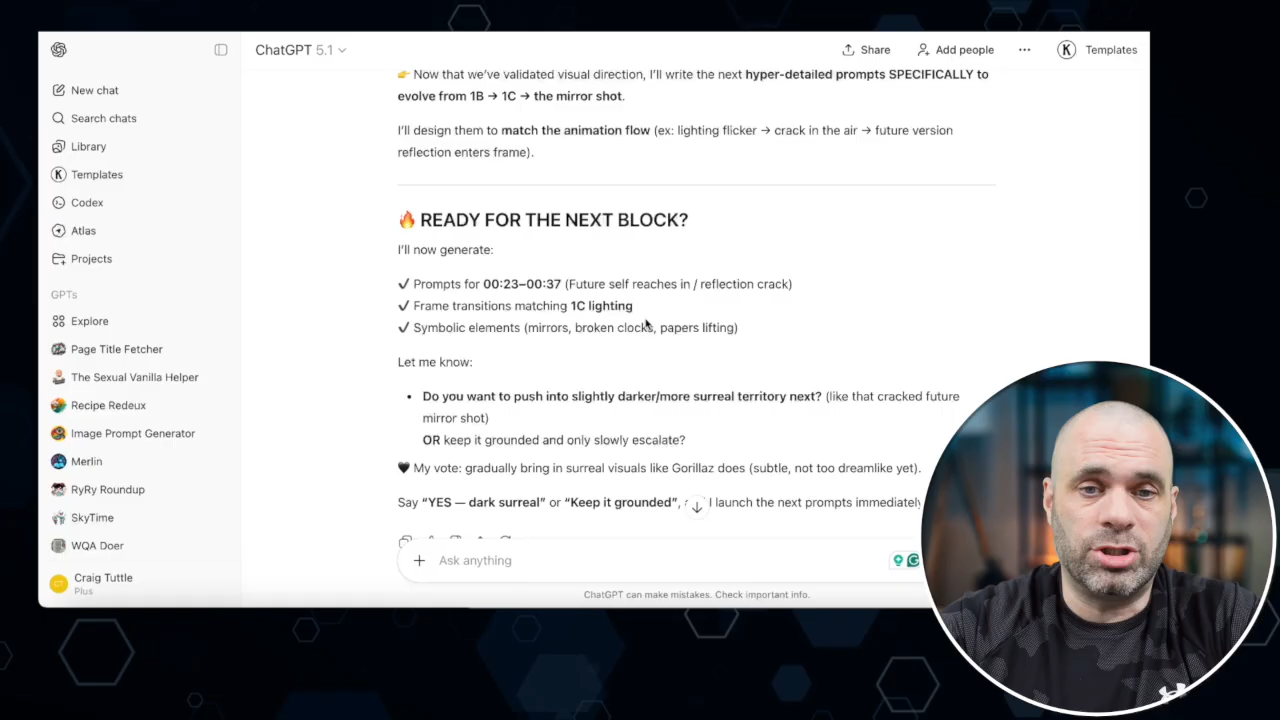 ChatGPT 5.1
Share
Add people
K
Templates
New chat
Search chats
Library
K
Templates
Codex
Atlas
Projects
GPTs
Explore
Page Title Fetcher
The Sexual Vanilla Helper
Recipe Redeux
Image Prompt Generator
Merlin
RyRy Roundup
SkyTime
WQA Doer
Craig Tuttle
Plus
👉 Now that we've validated visual direction, I'll write the next hyper-detailed prompts SPECIFICALLY to
evolve from 1B → 1C → the mirror shot.
I'll design them to match the animation flow (ex: lighting flicker → crack in the air → future version
reflection enters frame).
🔥 READY FOR THE NEXT BLOCK?
I'll now generate:
✓ Prompts for 00:23–00:37 (Future self reaches in / reflection crack)
✓ Frame transitions matching 1C lighting
✓ Symbolic elements (mirrors, broken clocks, papers lifting)
Let me know:
• Do you want to push into slightly darker/more surreal territory next? (like that cracked future
mirror shot)
OR keep it grounded and only slowly escalate?
🖤 My vote: gradually bring in surreal visuals like Gorillaz does (subtle, not too dreamlike yet).
Say “YES — dark surreal” or “Keep it grounded”, launch the next prompts immediately
Ask anything
ChatGPT can make mistakes. Check important info.